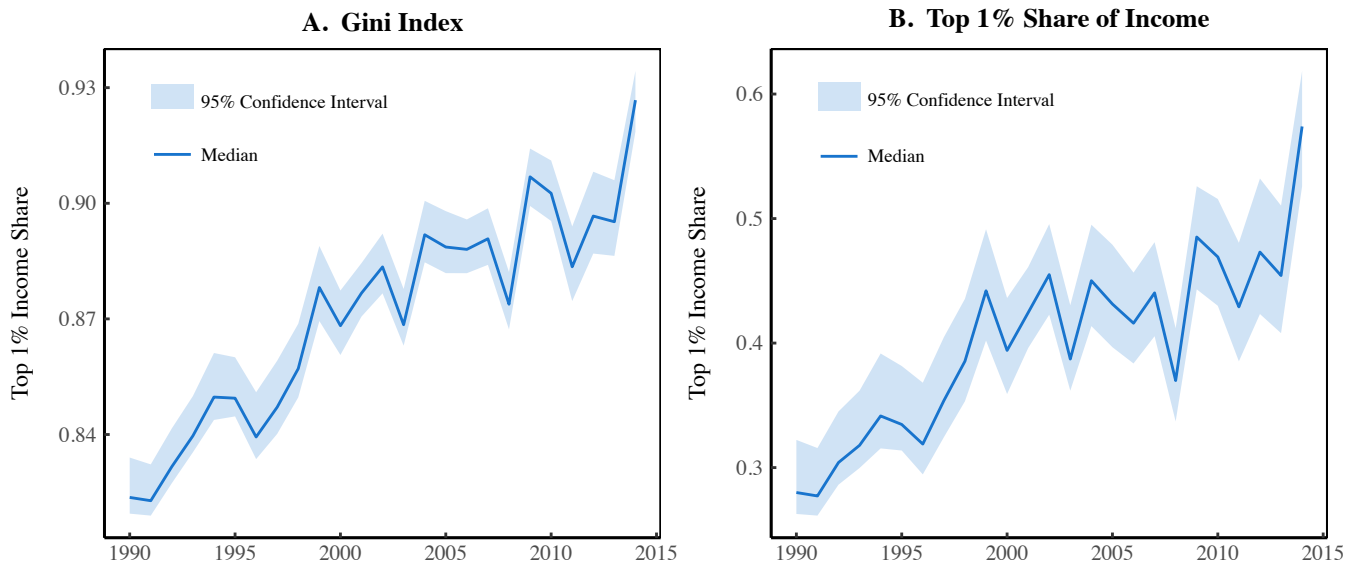 A. Gini Index
Top 1% Income Share
0.93
0.90
0.87
0.84
95% Confidence Interval
Median
1990 1995 2000 2005 2010 2015
B. Top 1% Share of Income
Top 1% Income Share
0.6
0.5
0.4
0.3
95% Confidence Interval
Median
1990 1995 2000 2005 2010 2015